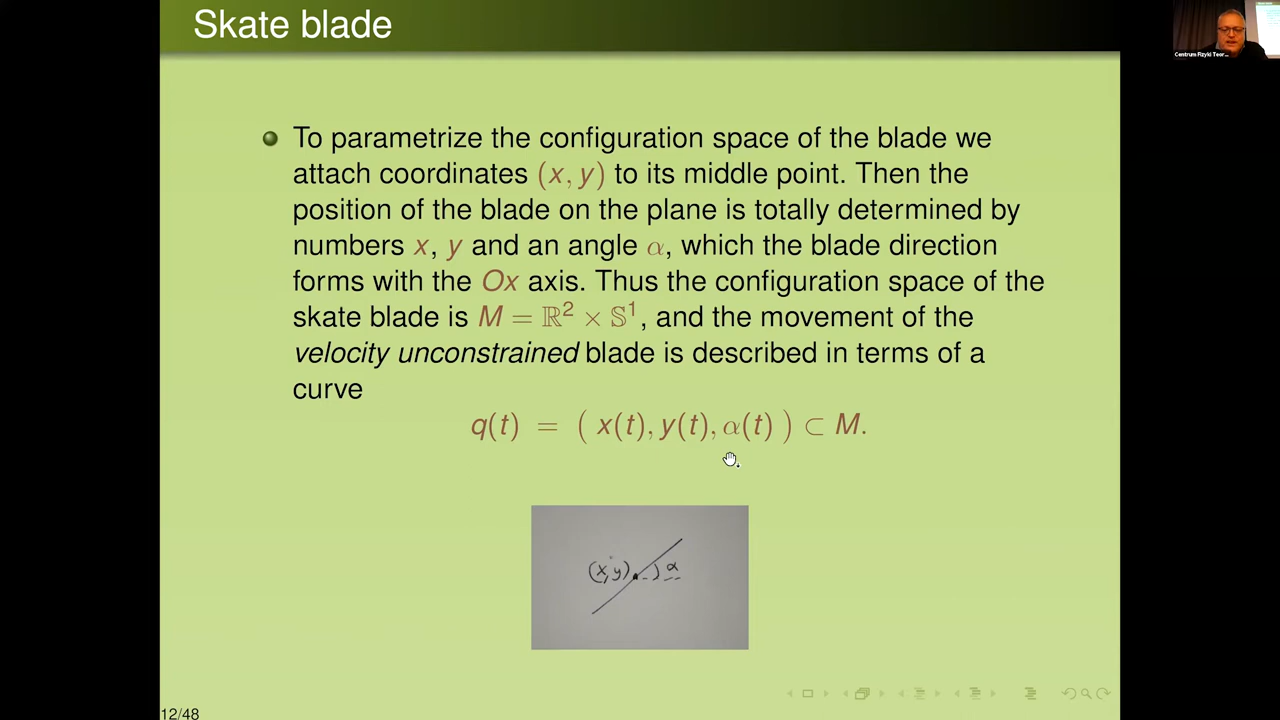 Skate blade
Centrum Fizyki Teor...
To parametrize the configuration space of the blade we
attach coordinates (x, y) to its middle point. Then the
position of the blade on the plane is totally determined by
numbers x, y and an angle α, which the blade direction
forms with the Ox axis. Thus the configuration space of the
skate blade is M = ℝ² × 𝕊¹, and the movement of the
velocity unconstrained blade is described in terms of a
curve
q(t) = ( x(t), y(t), α(t) ) ⊂ M.
(x,y) α
12/48